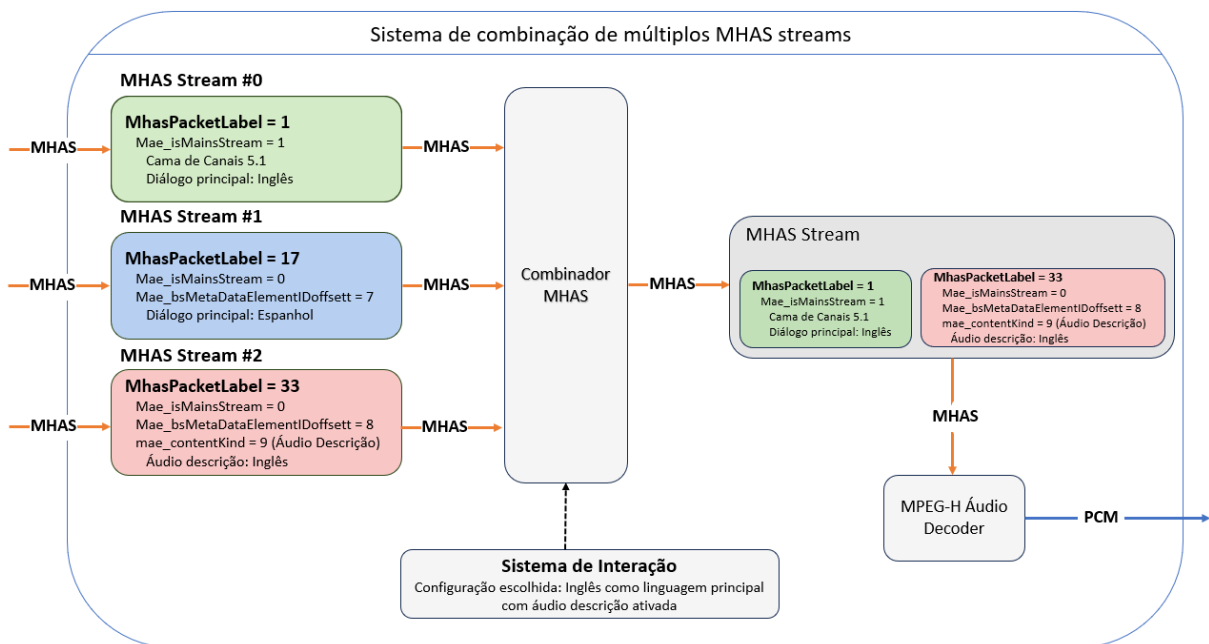 Sistema de combinação de múltiplos MHAS streams
MHAS Stream #0
MhasPacketLabel = 1
Mae_isMainsStream = 1
Cama de Canais 5.1
Diálogo principal: Inglês
MHAS
MHAS
MHAS Stream #1
MhasPacketLabel = 17
Mae_isMainsStream = 0
Mae_bsMetaDataElementIDoffsett = 7
Diálogo principal: Espanhol
MHAS
MHAS
MHAS Stream #2
MhasPacketLabel = 33
Mae_isMainsStream = 0
Mae_bsMetaDataElementIDoffsett = 8
mae_contentKind = 9 (Áudio Descrição)
Áudio descrição: Inglês
MHAS
MHAS
Combinador
MHAS
MHAS
MHAS Stream
MhasPacketLabel = 1
Mae_isMainsStream = 1
Cama de Canais 5.1
Diálogo principal: Inglês
MhasPacketLabel = 33
Mae_isMainsStream = 0
Mae_bsMetaDataElementIDoffsett = 8
mae_contentKind = 9 (Áudio Descrição)
Áudio descrição: Inglês
MHAS
MPEG-H Áudio
Decoder
PCM
Sistema de Interação
Configuração escolhida: Inglês como linguagem principal
com áudio descrição ativada